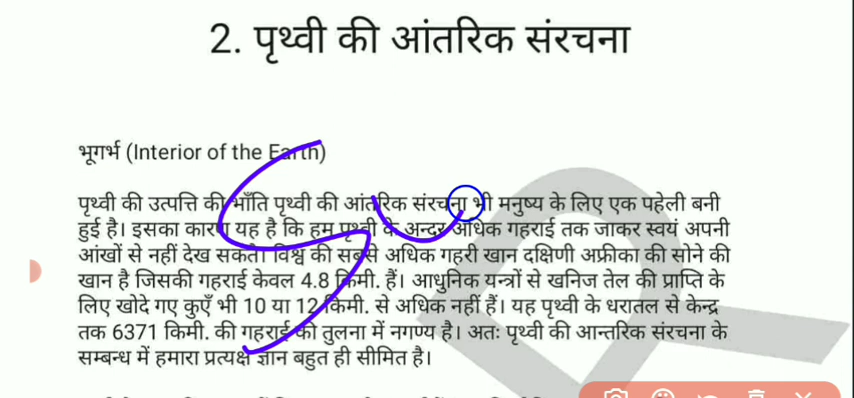 2. पृथ्वी की आंतरिक संरचना
भूगर्भ (Interior of the Earth)
पृथ्वी की उत्पत्ति की भाँति पृथ्वी की आंतरिक संरचना भी मनुष्य के लिए एक पहेली बनी
हुई है। इसका कारण यह है कि हम पृथ्वी के अन्दर अधिक गहराई तक जाकर स्वयं अपनी
आंखों से नहीं देख सकते। विश्व की सबसे अधिक गहरी खान दक्षिणी अफ्रीका की सोने की
खान है जिसकी गहराई केवल 4.8 किमी. हैं। आधुनिक यन्त्रों से खनिज तेल की प्राप्ति के
लिए खोदे गए कुएँ भी 10 या 12 किमी. से अधिक नहीं हैं। यह पृथ्वी के धरातल से केन्द्र
तक 6371 किमी. की गहराई की तुलना में नगण्य है। अतः पृथ्वी की आन्तरिक संरचना के
सम्बन्ध में हमारा प्रत्यक्ष ज्ञान बहुत ही सीमित है।